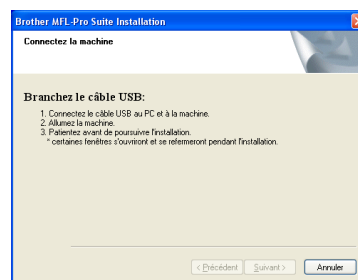 Brother MFL-Pro Suite Installation
Connectez la machine
Branchez le câble USB:
1. Connectez le câble USB au PC et à la machine.
2. Allumez la machine.
3. Patientez avant de poursuivre l'installation.
* certaines fenêtres s'ouvriront et se refermeront pendant l'installation.
< Précédent Suivant > Annuler